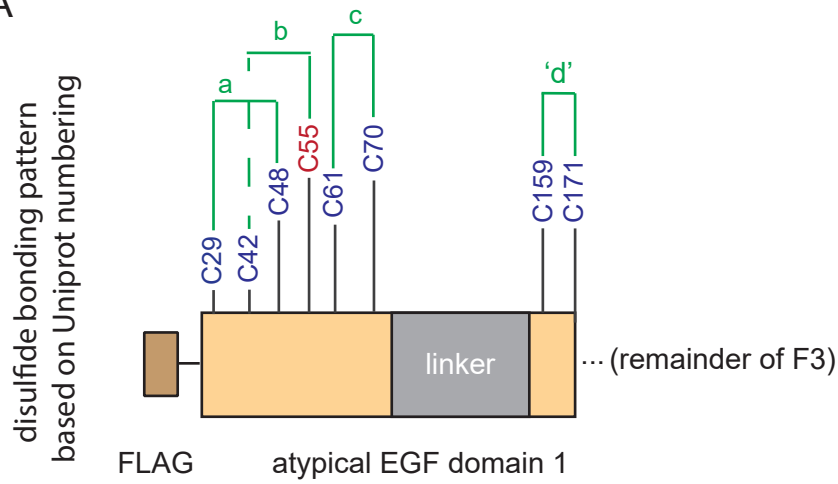 A
disulfide bonding pattern
based on Uniprot numbering
a
b
c
‘d’
C29
C42
C48
C55
C61
C70
C159
C171
linker
... (remainder of F3)
FLAG
atypical EGF domain 1